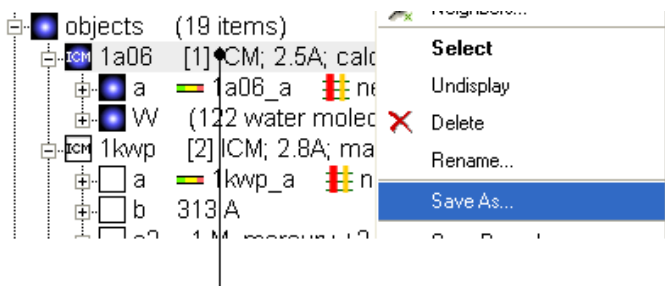 objects (19 items)
ICM 1a06 [1] ICM; 2.5A; calc
a 1a06_a ne
W (122 water molec
ICM 1kwp [2] ICM; 2.8A; ma
a 1kwp_a n
b 313 A
Neighbors...
Select
Undisplay
Delete
Rename...
Save As...